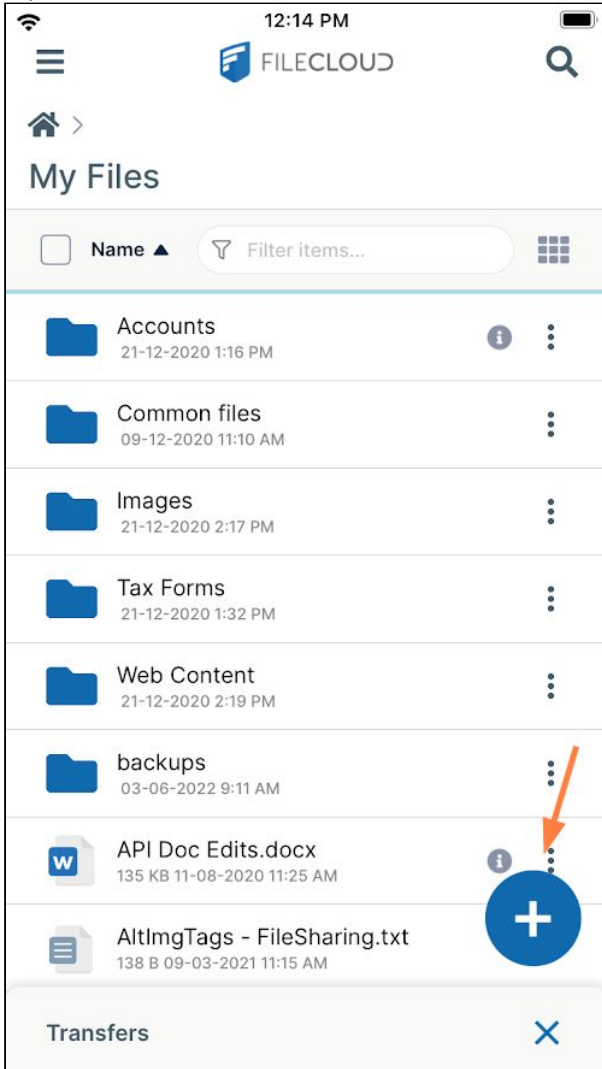 12:14 PM
FILECLOUD
My Files
Name ▲ Filter items...
Accounts
21-12-2020 1:16 PM
Common files
09-12-2020 11:10 AM
Images
21-12-2020 2:17 PM
Tax Forms
21-12-2020 1:32 PM
Web Content
21-12-2020 2:19 PM
backups
03-06-2022 9:11 AM
API Doc Edits.docx
135 KB 11-08-2020 11:25 AM
AltImgTags - FileSharing.txt
138 B 09-03-2021 11:15 AM
Transfers